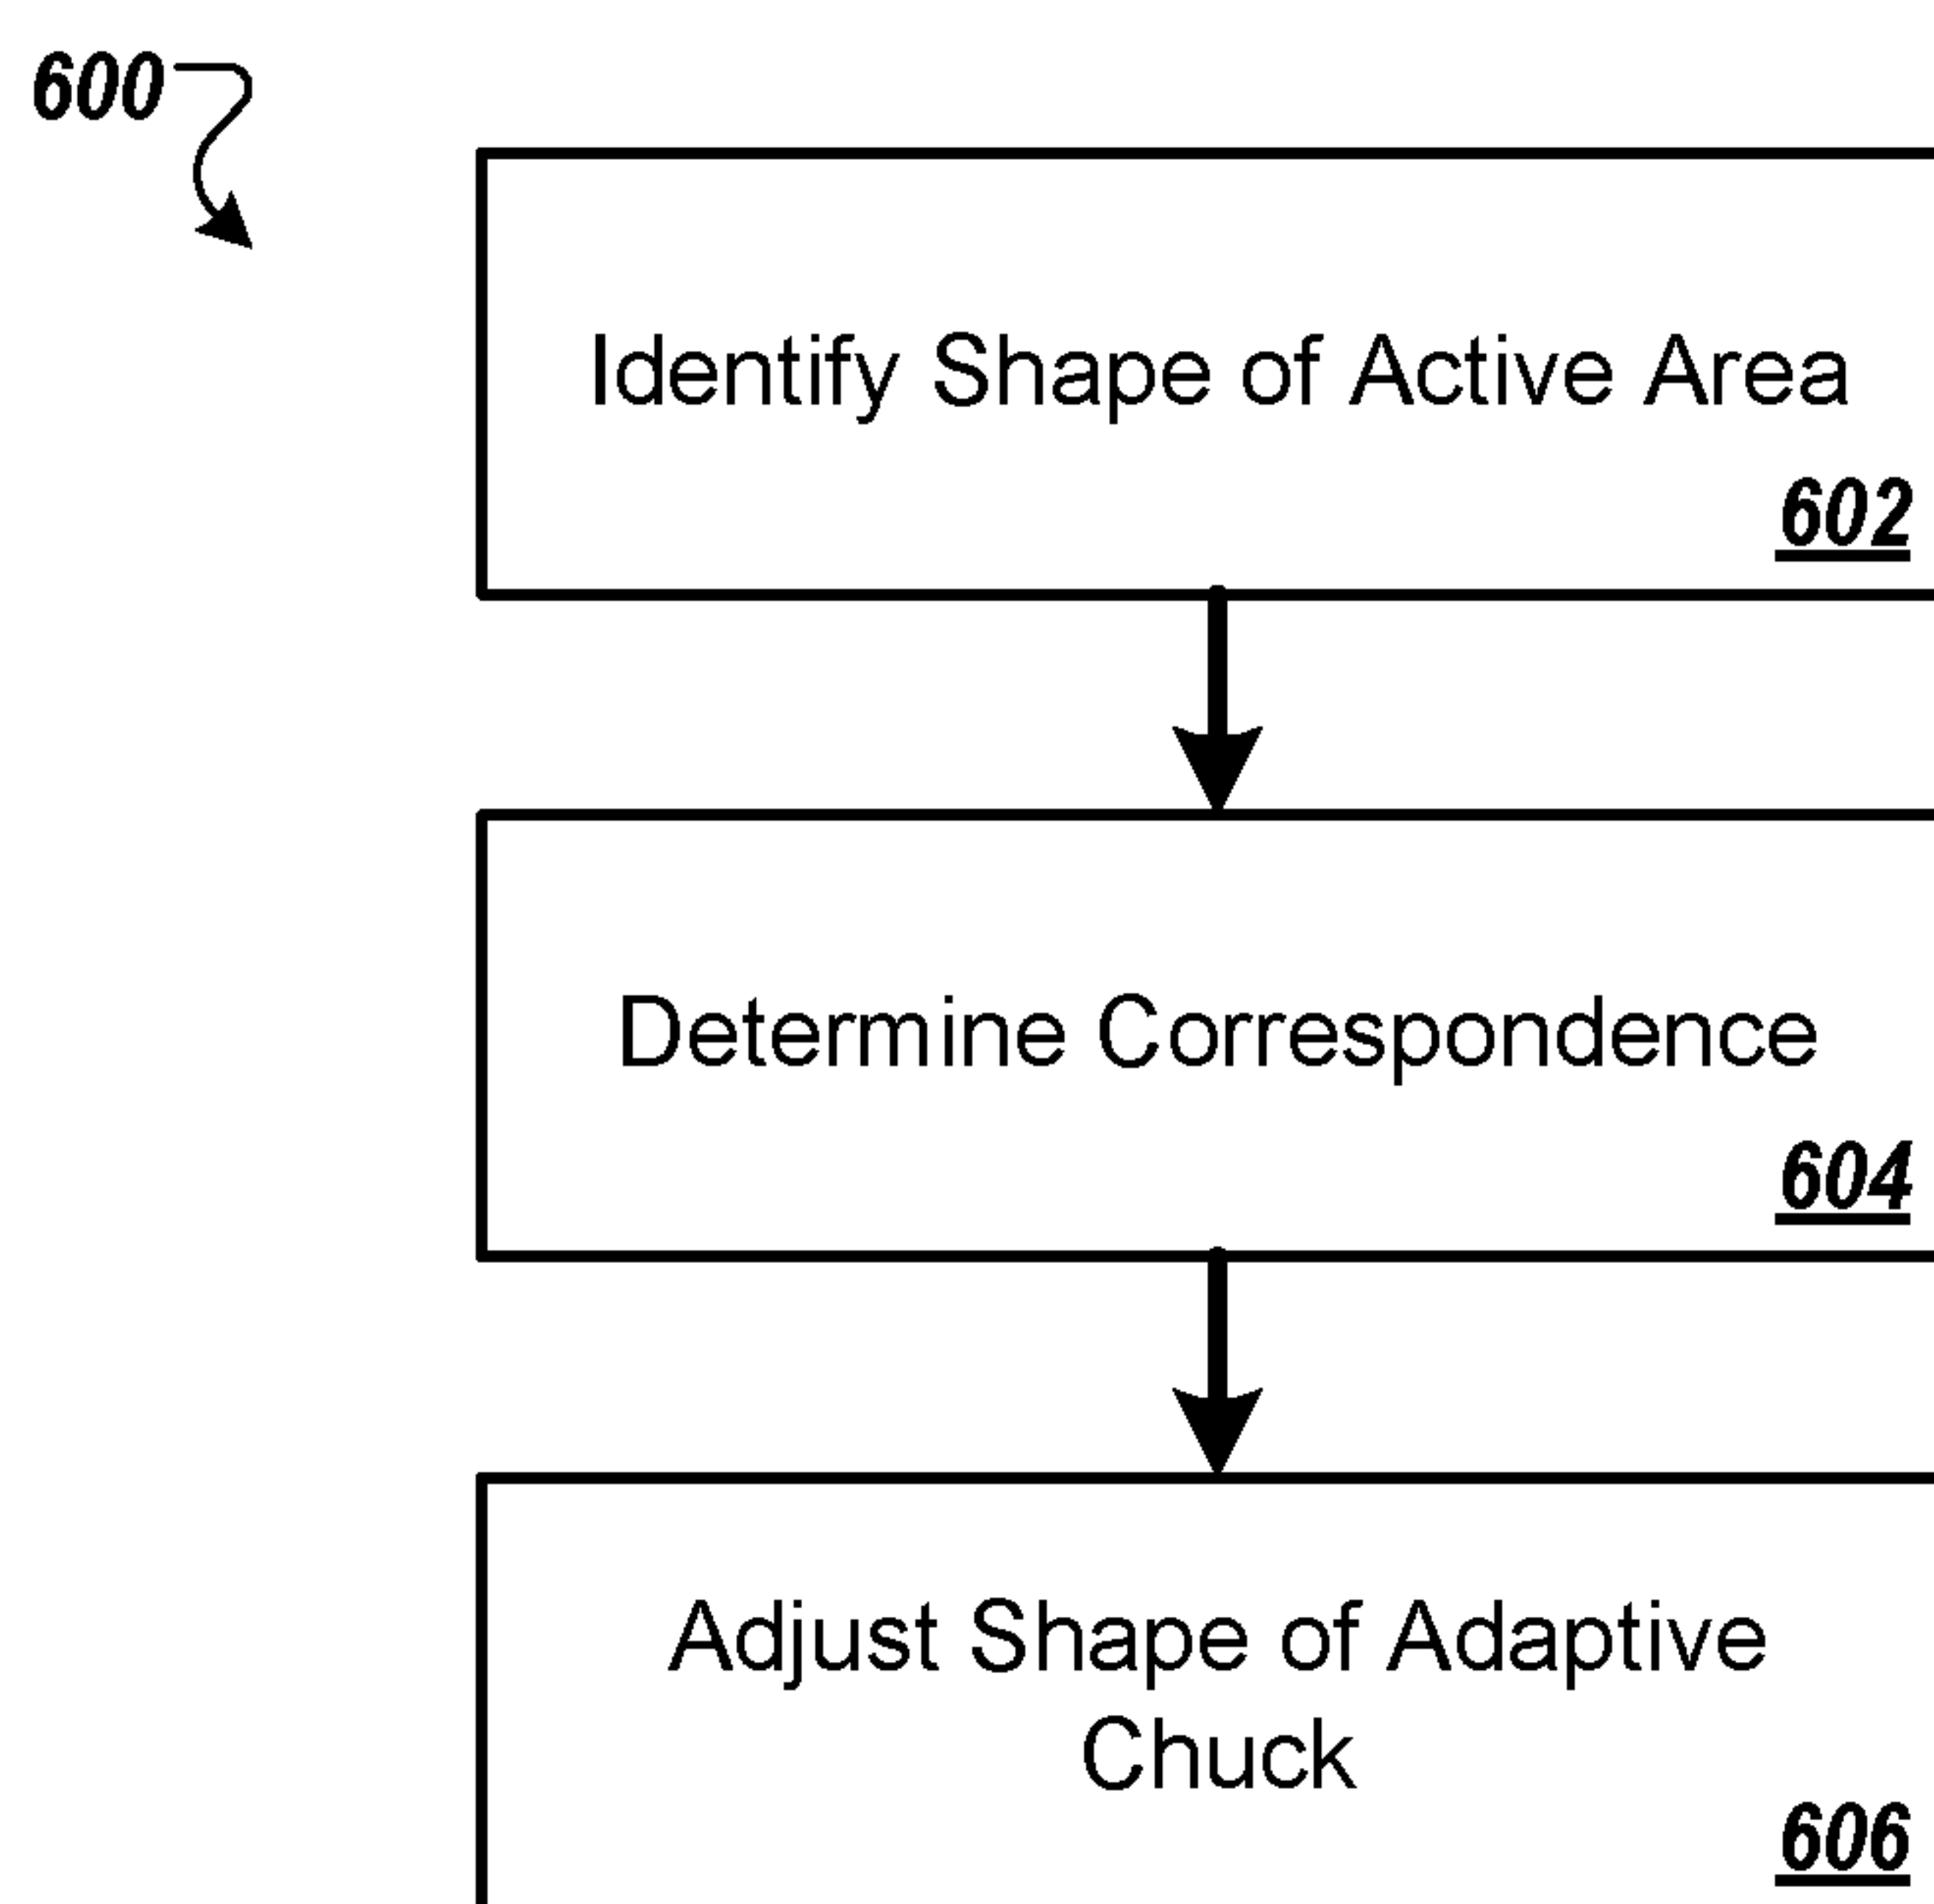 600
Identify Shape of Active Area
602
Determine Correspondence
604
Adjust Shape of Adaptive
Chuck
606